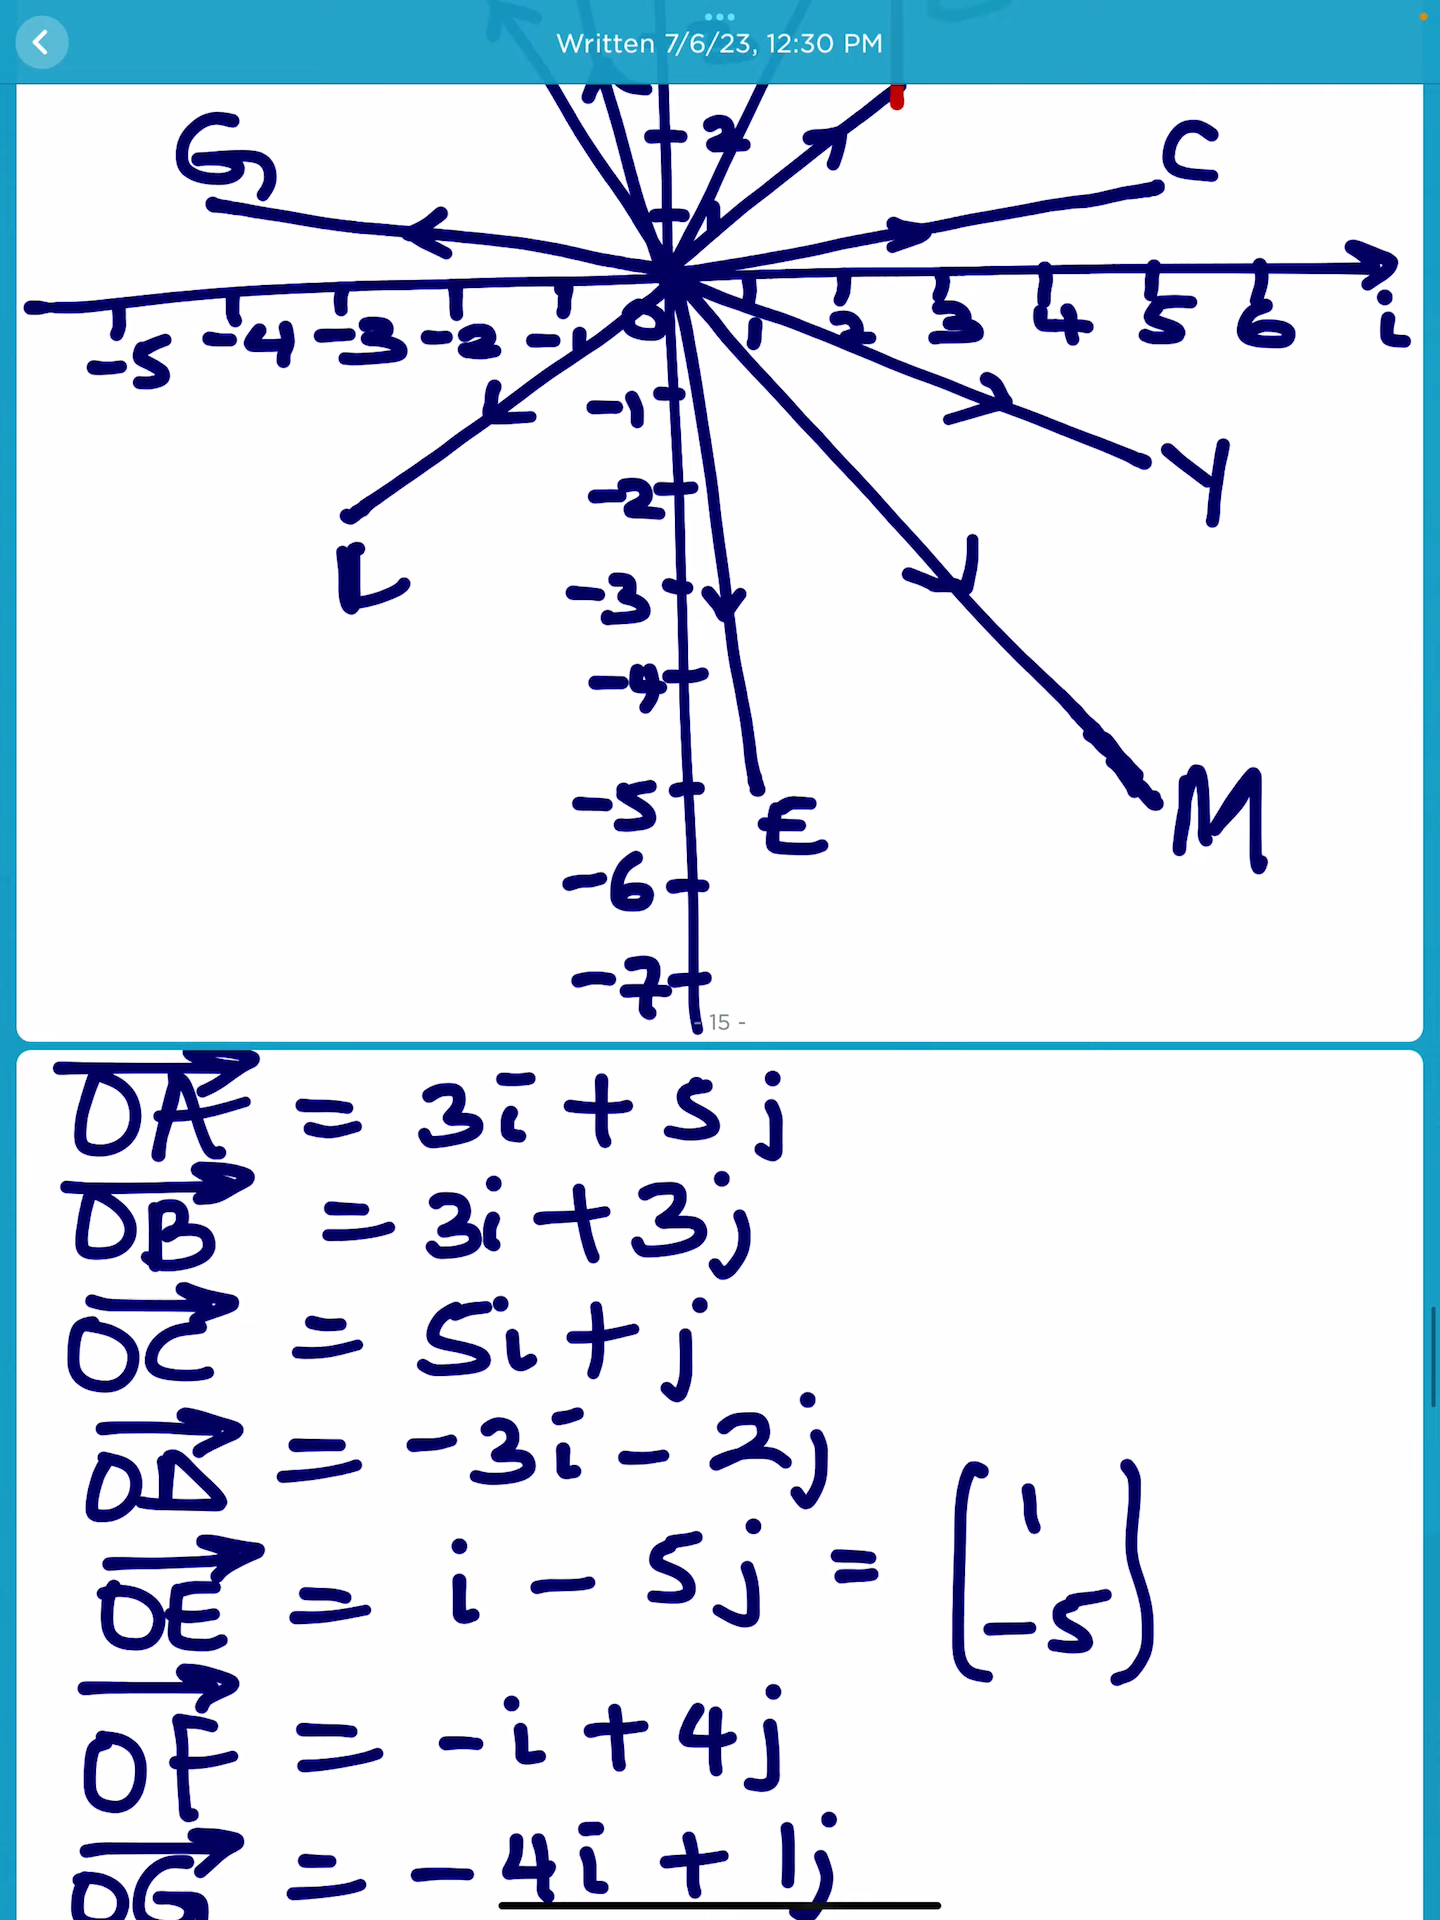 Written 7/6/23, 12:30 PM
2
1
G
C
-5 -4 -3 -2 -1 0 1 2 3 4 5 6 i
-1
Y
-2
L
-3
-4
-5
E
M
-6
-7
- 15 -
OA = 3i + 5j
OB = 3i + 3j
OC = 5i + j
OD = -3i - 2j
OE = i - 5j = (1 -5)
OF = -i + 4j
OG = -4i + 1j